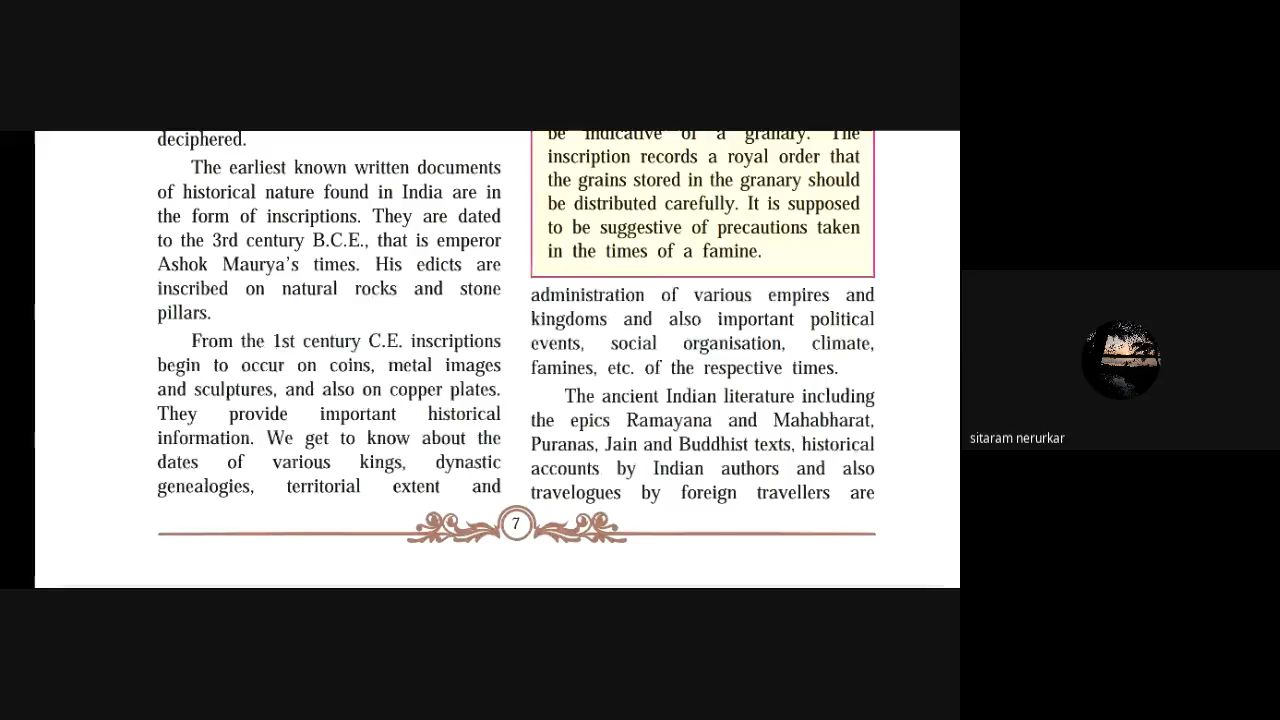 deciphered.
The earliest known written documents
of historical nature found in India are in
the form of inscriptions. They are dated
to the 3rd century B.C.E., that is emperor
Ashok Maurya's times. His edicts are
inscribed on natural rocks and stone
pillars.
From the 1st century C.E. inscriptions
begin to occur on coins, metal images
and sculptures, and also on copper plates.
They provide important historical
information. We get to know about the
dates of various kings, dynastic
genealogies, territorial extent and
be indicative of a granary. The
inscription records a royal order that
the grains stored in the granary should
be distributed carefully. It is supposed
to be suggestive of precautions taken
in the times of a famine.
administration of various empires and
kingdoms and also important political
events, social organisation, climate,
famines, etc. of the respective times.
The ancient Indian literature including
the epics Ramayana and Mahabharat,
Puranas, Jain and Buddhist texts, historical
accounts by Indian authors and also
travelogues by foreign travellers are
7
sitaram nerurkar